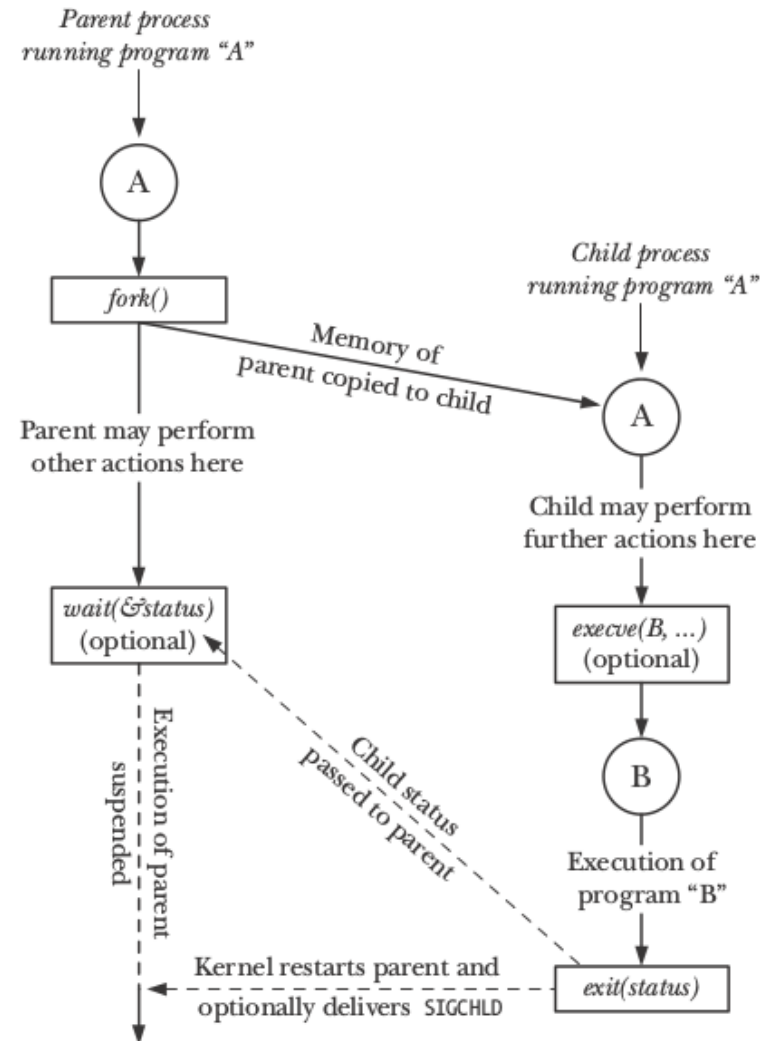 Parent process
running program “A”
A
fork()
Child process
running program “A”
Memory of
parent copied to child
A
Parent may perform
other actions here
Child may perform
further actions here
wait(&status)
(optional)
execve(B, ...)
(optional)
B
Execution of parent
suspended
Child status
passed to parent
Execution of
program “B”
Kernel restarts parent and
optionally delivers SIGCHLD
exit(status)